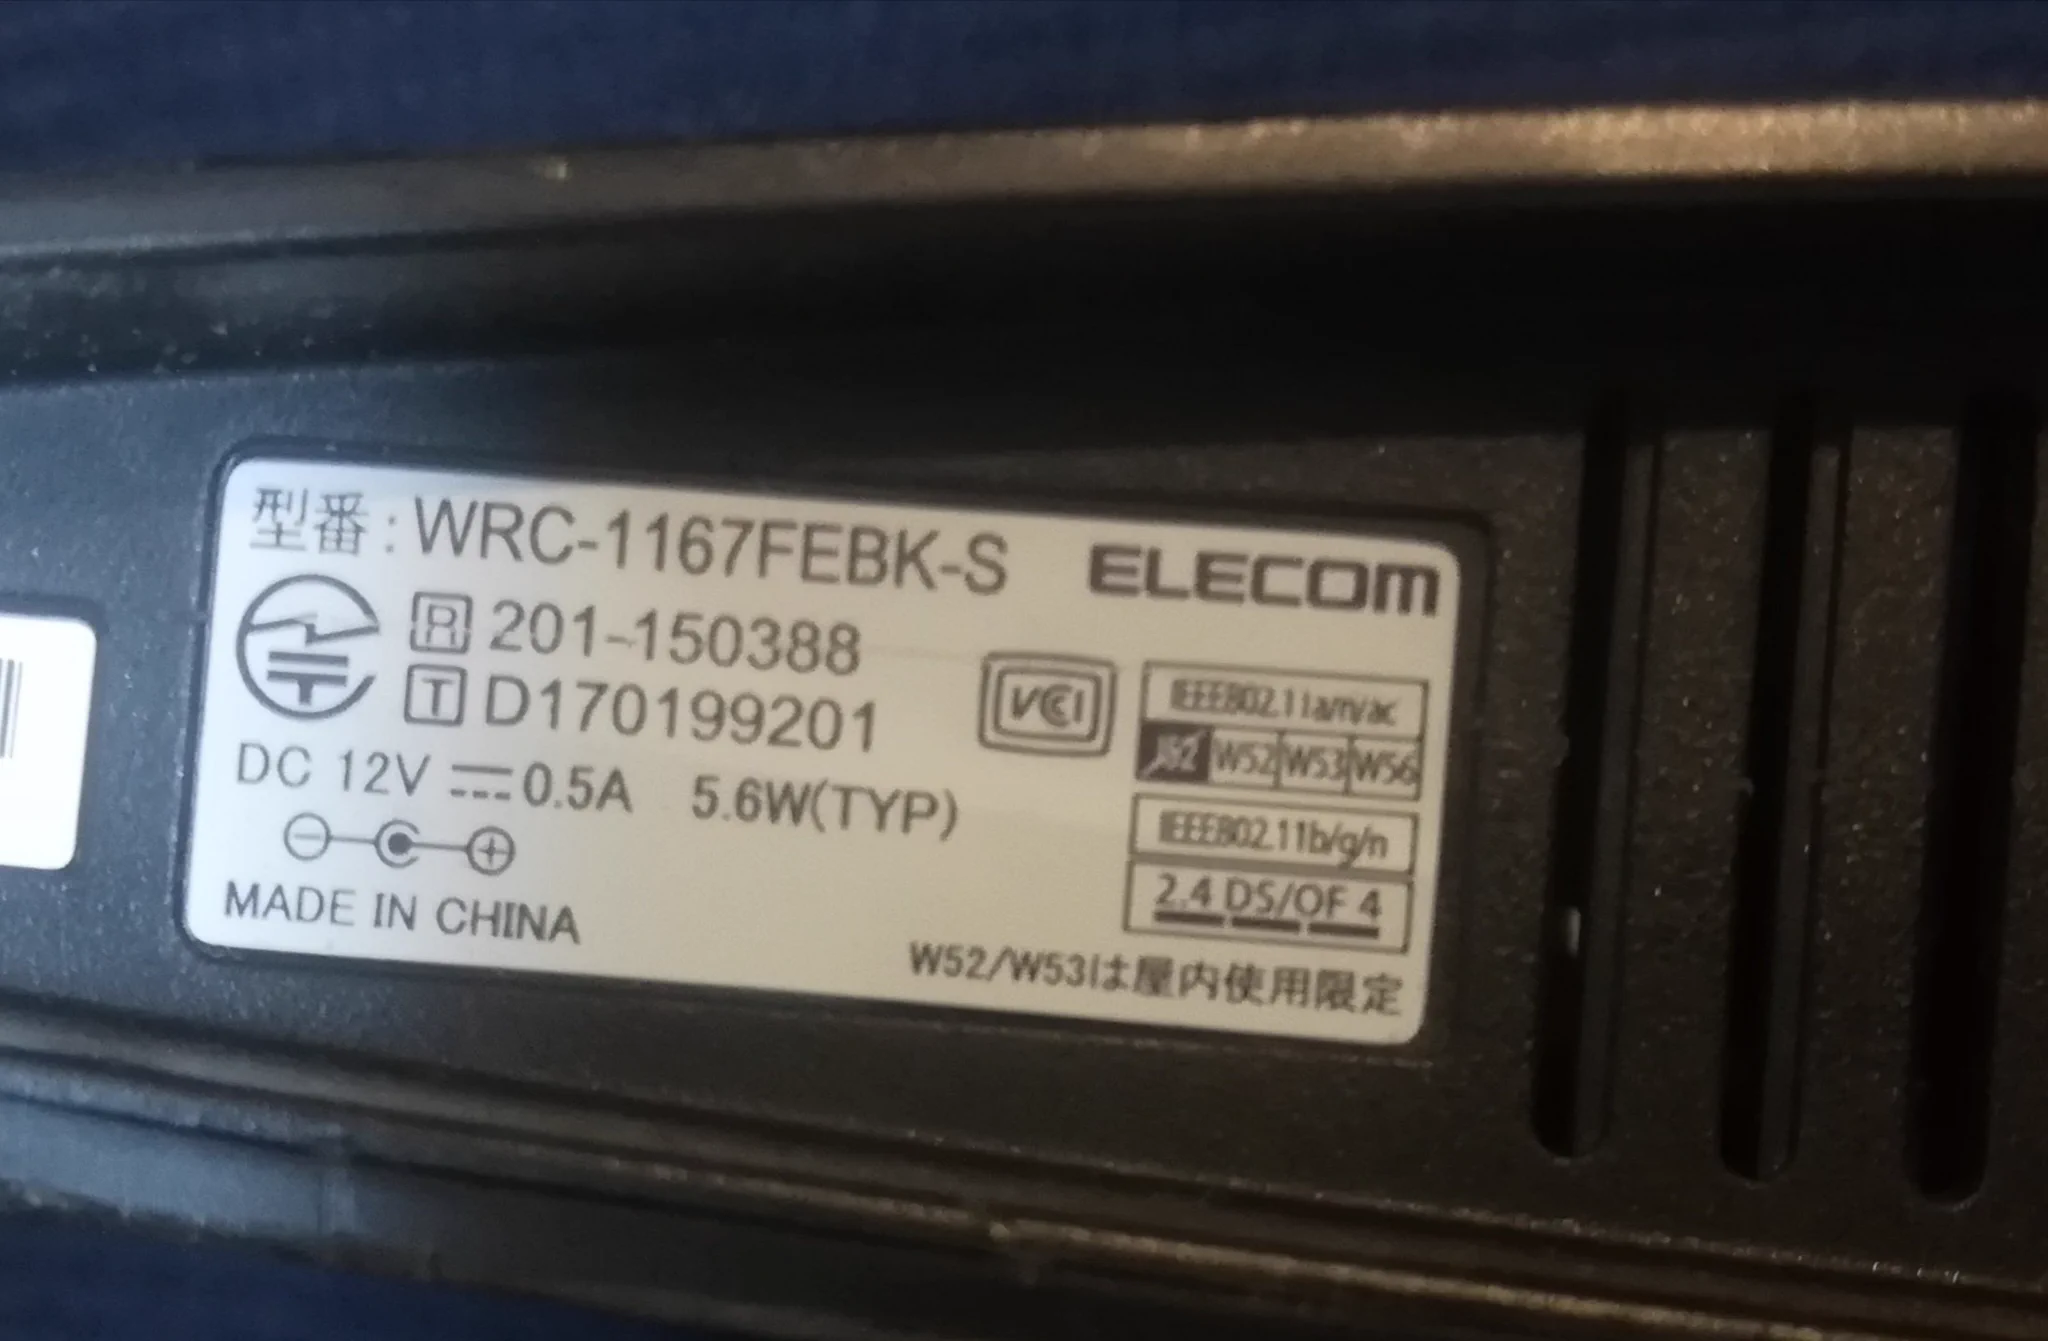 型番:WRC-1167FEBK-S ELECOM
R 201-150388
T D170199201
VCI
IEEE802.11a/n/ac
J52 W52 W53 W56
DC 12V 0.5A 5.6W(TYP)
IEEE802.11b/g/n
2.4 DS/OF 4
MADE IN CHINA
W52/W53は屋内使用限定